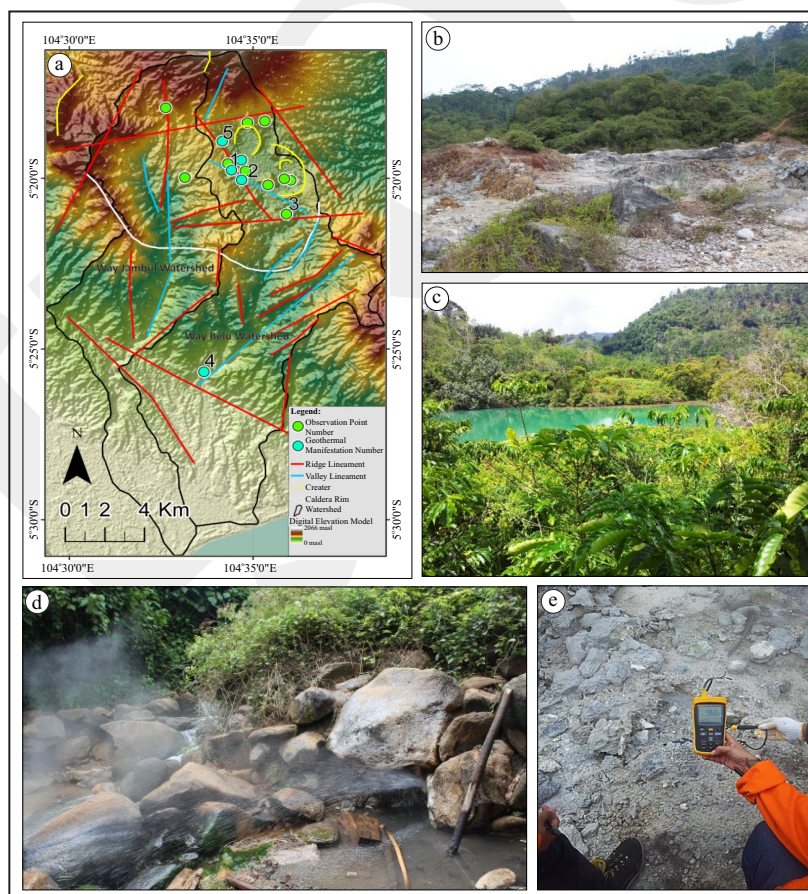 a
104°30'0"E
104°35'0"E
5°20'0"S
5°25'0"S
5°30'0"S
5
1
2
3
Way Jambul Watershed
Way Belu Watershed
4
N
0 1 2 4 Km
Legend:
Observation Point
Number
Geothermal
Manifestation Number
Ridge Lineament
Valley Lineament
Creater
Caldera Rim
Watershed
Digital Elevation Model
2066 masl
0 masl
104°30'0"E
104°35'0"E
5°20'0"S
5°25'0"S
5°30'0"S
b
c
d
e